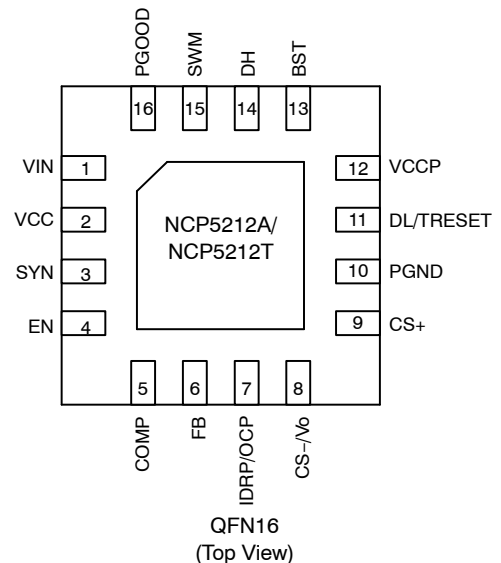 PGOOD
SWM
DH
BST
16
15
14
13
VIN 1
12 VCCP
VCC 2
11 DL/TRESET
NCP5212A/
NCP5212T
SYN 3
10 PGND
EN 4
9 CS+
5
6
7
8
COMP
FB
IDRP/OCP
CS−/Vo
QFN16
(Top View)